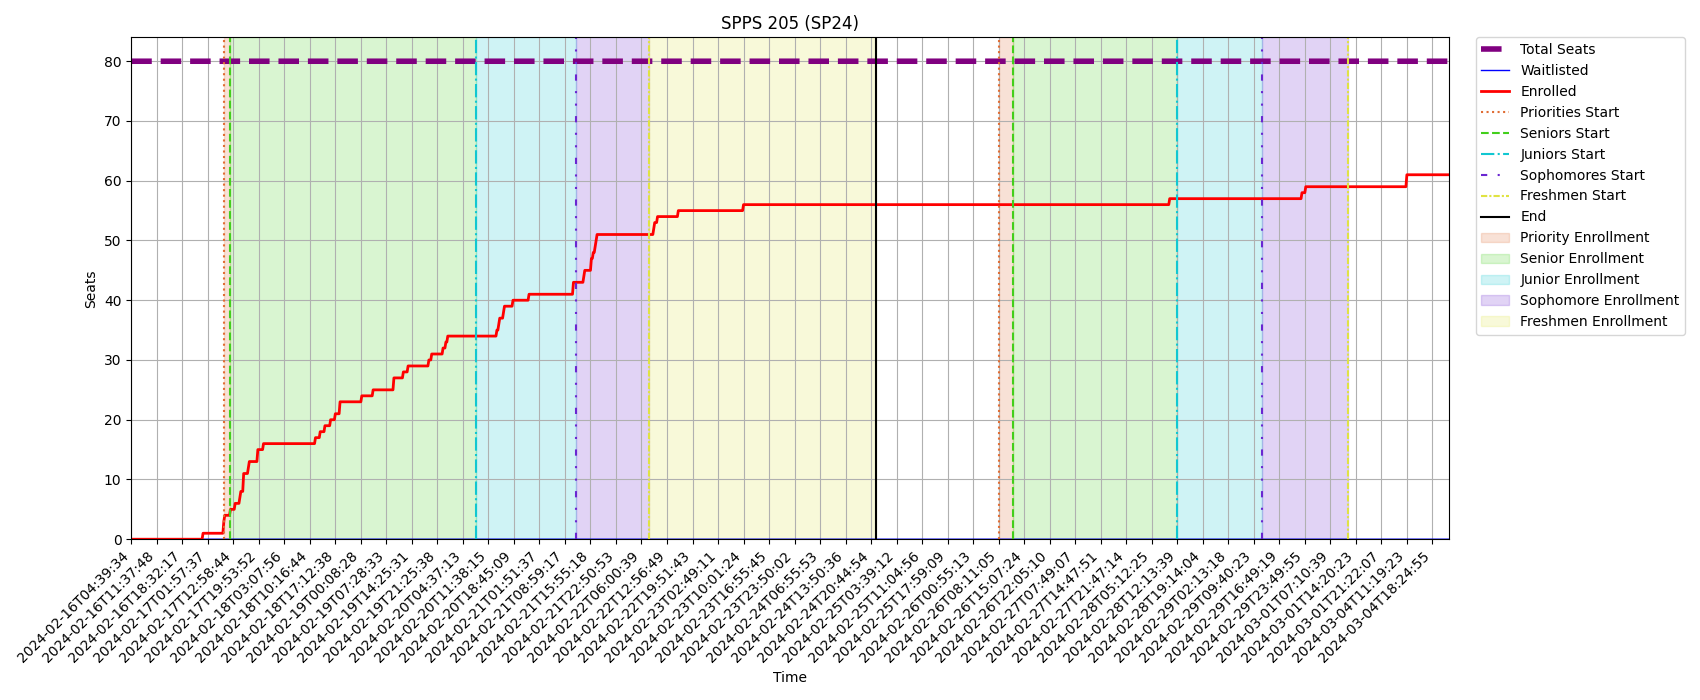 SPPS 205 (SP24)
Seats
80
70
60
50
40
30
20
10
0
2024-02-16T04:39:34
2024-02-16T11:37:48
2024-02-16T18:32:17
2024-02-17T01:57:37
2024-02-17T12:58:44
2024-02-17T19:53:52
2024-02-18T03:07:56
2024-02-18T10:16:44
2024-02-18T17:12:38
2024-02-19T00:08:28
2024-02-19T07:28:33
2024-02-19T14:25:31
2024-02-19T21:25:38
2024-02-20T04:37:13
2024-02-20T11:38:15
2024-02-20T18:45:09
2024-02-21T01:51:37
2024-02-21T08:59:17
2024-02-21T15:55:18
2024-02-21T22:50:53
2024-02-22T06:00:39
2024-02-22T12:56:49
2024-02-22T19:51:43
2024-02-23T02:49:11
2024-02-23T10:01:24
2024-02-23T16:55:45
2024-02-23T23:50:02
2024-02-24T06:55:53
2024-02-24T13:50:36
2024-02-24T20:44:54
2024-02-25T03:39:12
2024-02-25T11:04:56
2024-02-25T17:59:09
2024-02-26T00:55:13
2024-02-26T08:11:05
2024-02-26T15:07:24
2024-02-26T22:05:10
2024-02-27T07:49:07
2024-02-27T14:47:51
2024-02-27T21:47:14
2024-02-28T05:12:25
2024-02-28T12:13:39
2024-02-28T19:14:04
2024-02-29T02:13:18
2024-02-29T09:40:23
2024-02-29T16:49:19
2024-02-29T23:49:55
2024-03-01T07:10:39
2024-03-01T14:20:23
2024-03-01T21:22:07
2024-03-04T11:19:23
2024-03-04T18:24:55
Time
Total Seats
Waitlisted
Enrolled
Priorities Start
Seniors Start
Juniors Start
Sophomores Start
Freshmen Start
End
Priority Enrollment
Senior Enrollment
Junior Enrollment
Sophomore Enrollment
Freshmen Enrollment